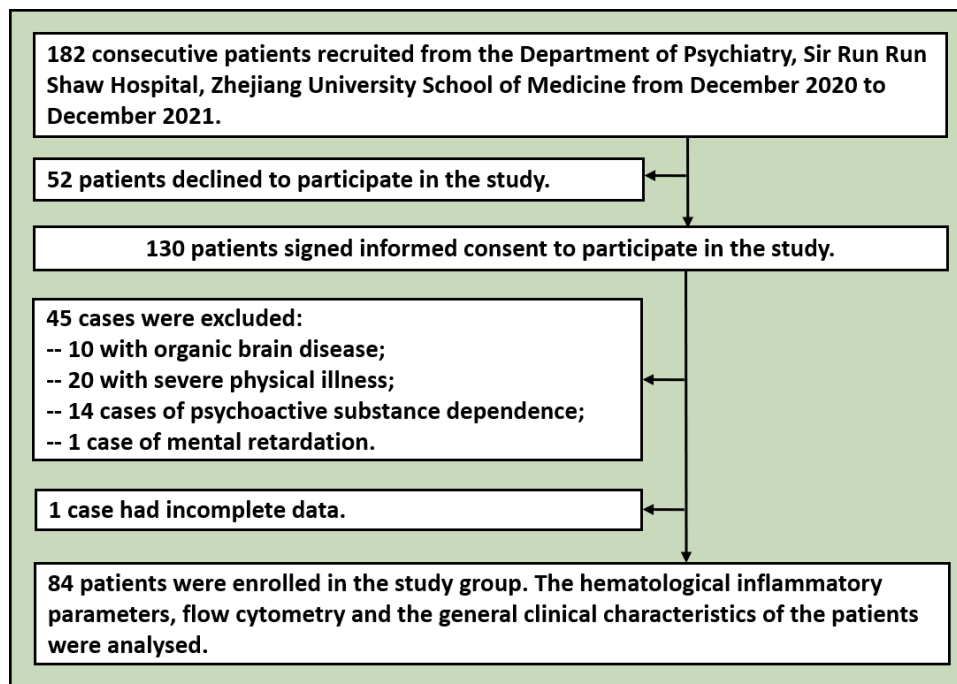 182 consecutive patients recruited from the Department of Psychiatry, Sir Run Run
Shaw Hospital, Zhejiang University School of Medicine from December 2020 to
December 2021.
52 patients declined to participate in the study.
130 patients signed informed consent to participate in the study.
45 cases were excluded:
-- 10 with organic brain disease;
-- 20 with severe physical illness;
-- 14 cases of psychoactive substance dependence;
-- 1 case of mental retardation.
1 case had incomplete data.
84 patients were enrolled in the study group. The hematological inflammatory
parameters, flow cytometry and the general clinical characteristics of the patients
were analysed.